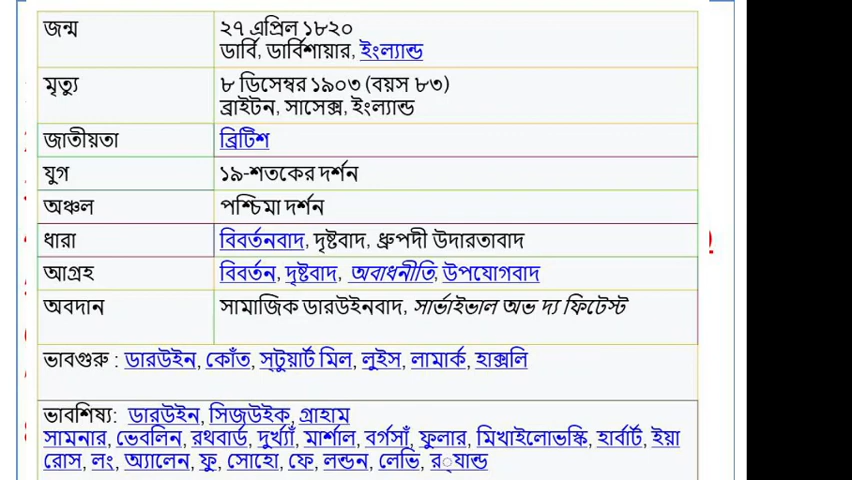 জন্ম ২৭ এপ্রিল ১৮২০
ডার্বি, ডার্বিশায়ার, ইংল্যান্ড
মৃত্যু ৮ ডিসেম্বর ১৯০৩ (বয়স ৮৩)
ব্রাইটন, সাসেক্স, ইংল্যান্ড
জাতীয়তা ব্রিটিশ
যুগ ১৯-শতকের দর্শন
অঞ্চল পশ্চিমা দর্শন
ধারা বিবর্তনবাদ, দৃষ্টবাদ, ধ্রুপদী উদারতাবাদ
আগ্রহ বিবর্তন, দৃষ্টবাদ, অবাধনীতি, উপযোগবাদ
অবদান সামাজিক ডারউইনবাদ, সার্ভাইভাল অভ দ্য ফিটেস্ট
ভাবগুরু : ডারউইন, কোঁত, স্টুয়ার্ট মিল, লুইস, লামার্ক, হাক্সলি
ভাবশিষ্য: ডারউইন, সিজউইক, গ্রাহাম
সামনার, ভেবলিন, রথবার্ড, দুর্খ্যাঁ, মার্শাল, বর্গসাঁ, ফুলার, মিখাইলোভস্কি, হার্বার্ট, ইয়া
রোস, লং, অ্যালেন, ফু, সোহো, ফে, লন্ডন, লেভি, র‌্যান্ড